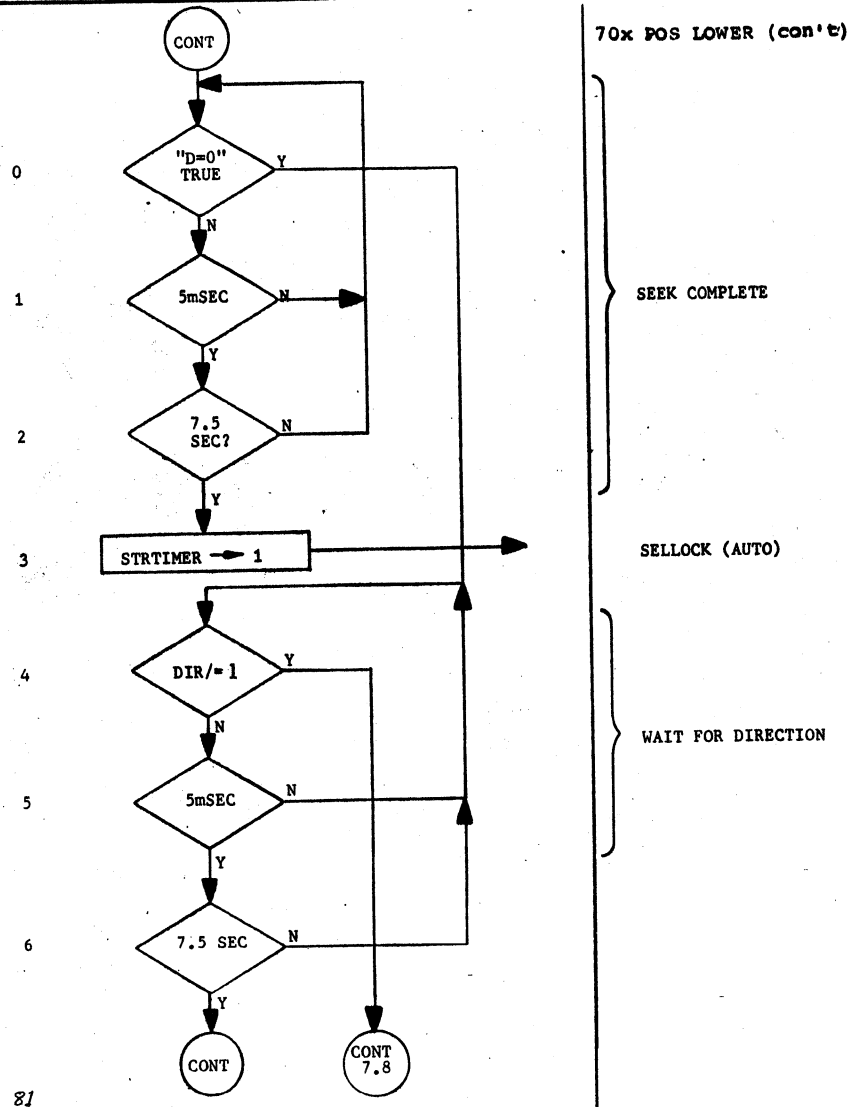 70x POS LOWER (con't)
CONT
0
"D=0"
TRUE
Y
N
1
5mSEC
N
Y
SEEK COMPLETE
2
7.5
SEC?
N
Y
3
STRTIMER → 1
SELLOCK (AUTO)
4
DIR/=1
Y
N
WAIT FOR DIRECTION
5
5mSEC
N
Y
6
7.5 SEC
N
Y
CONT
CONT
7.8
81